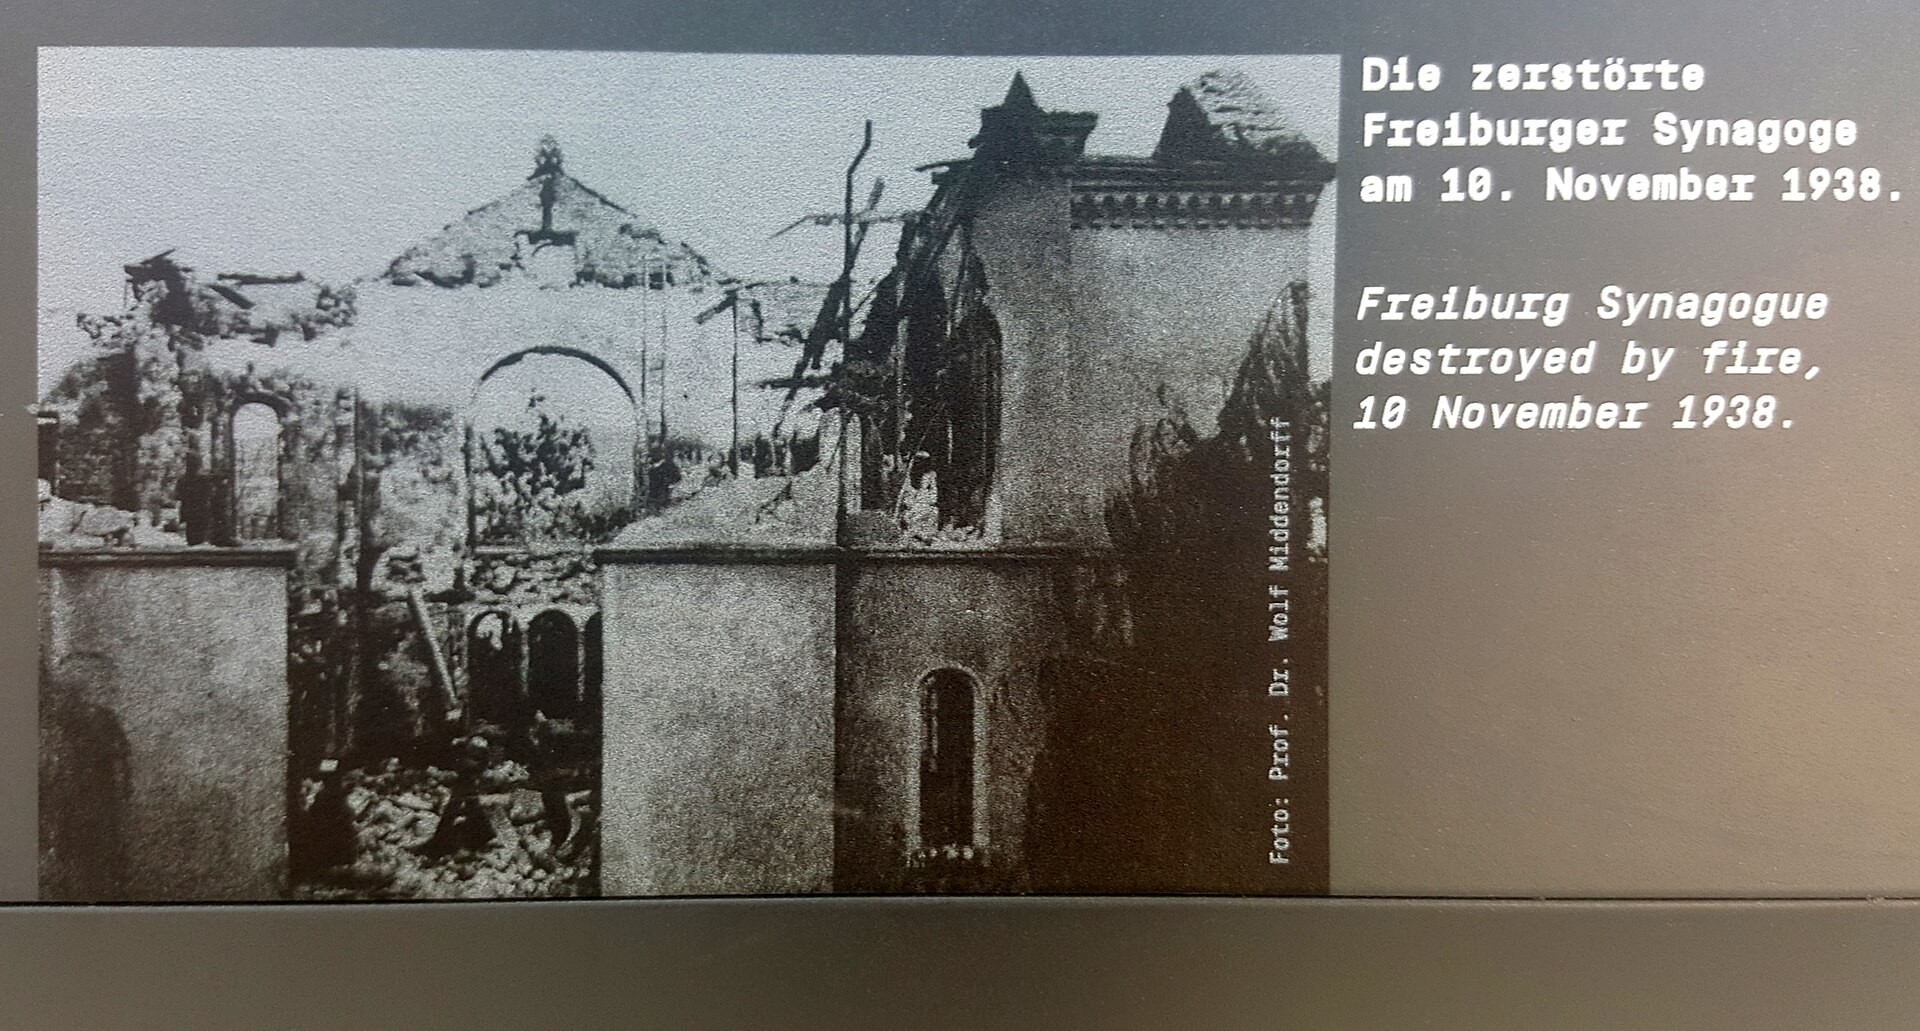 Die zerstörte
Freiburger Synagoge
am 10. November 1938.
Freiburg Synagogue
destroyed by fire,
10 November 1938.
Foto: Prof. Dr. Wolf Middendorff